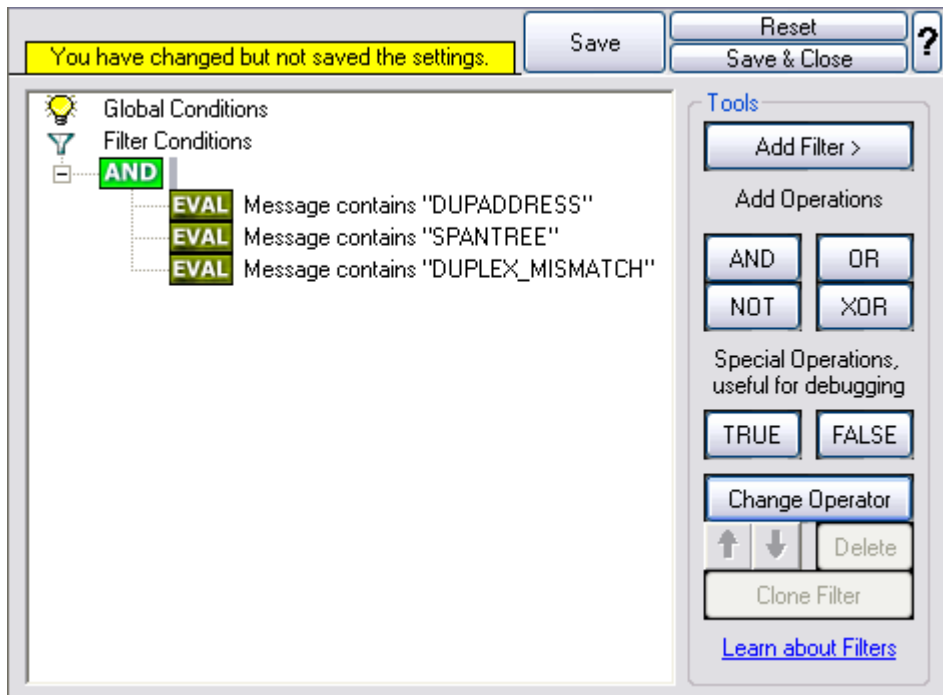 You have changed but not saved the settings.
Save
Reset
Save & Close
?
Global Conditions
Filter Conditions
AND
EVAL Message contains "DUPADDRESS"
EVAL Message contains "SPANTREE"
EVAL Message contains "DUPLEX_MISMATCH"
Tools
Add Filter >
Add Operations
AND OR
NOT XOR
Special Operations,
useful for debugging
TRUE FALSE
Change Operator
Delete
Clone Filter
Learn about Filters